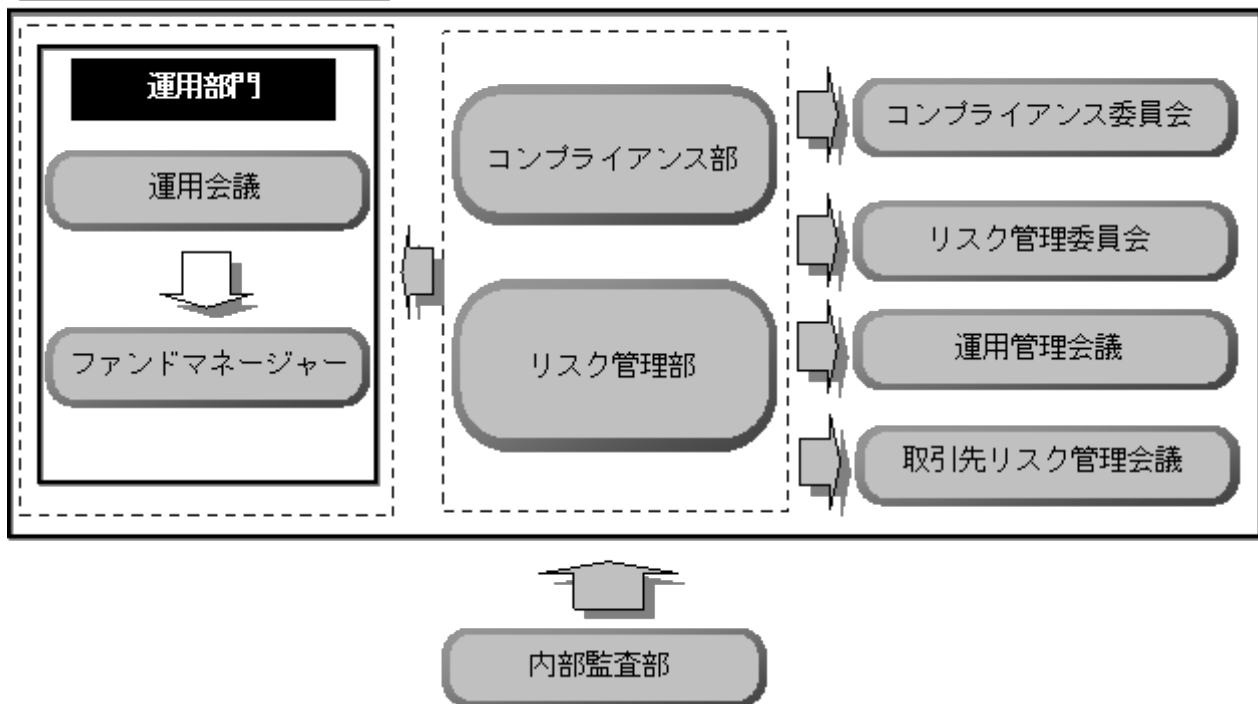 運用部門
運用会議
ファンドマネージャー
コンプライアンス部
リスク管理部
コンプライアンス委員会
リスク管理委員会
運用管理会議
取引先リスク管理会議
内部監査部